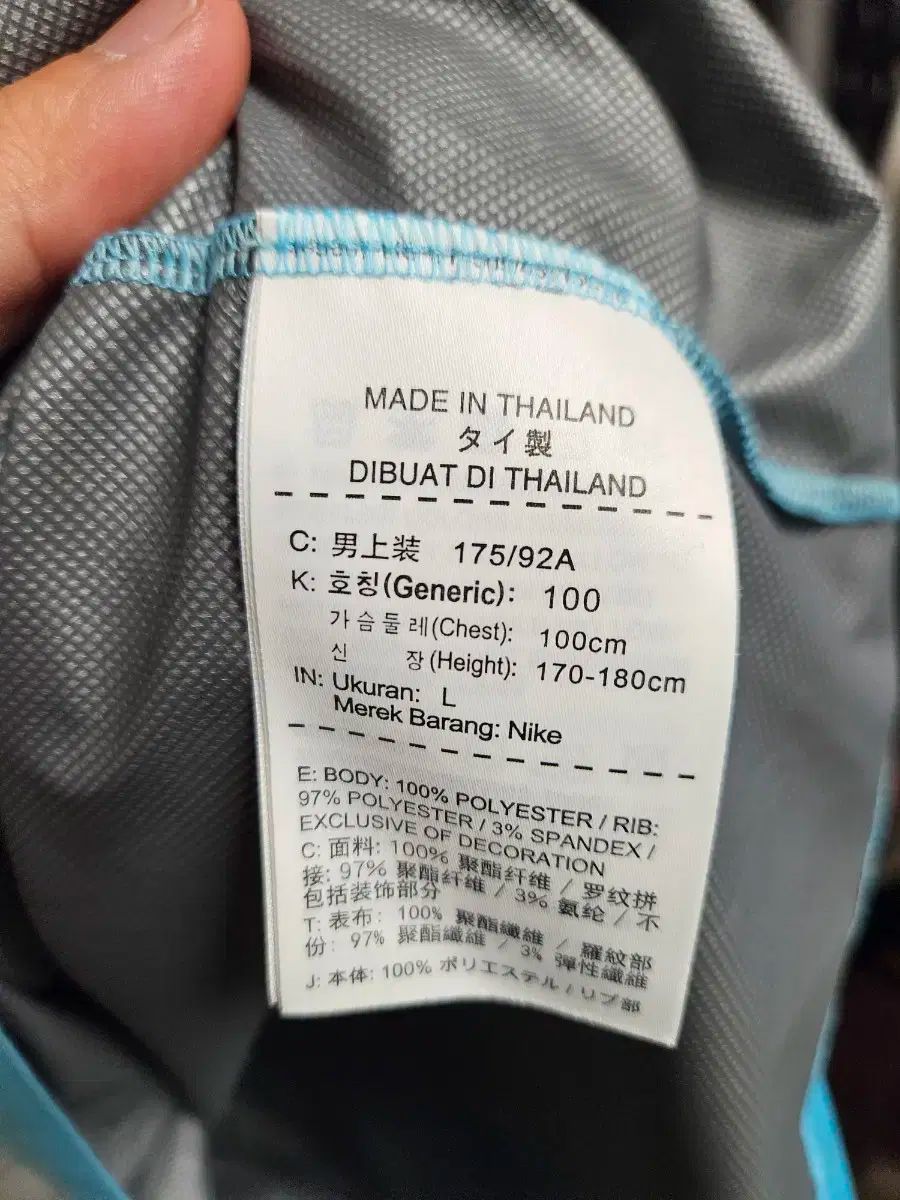 MADE IN THAILAND
タイ製
DIBUAT DI THAILAND
C: 男上装 175/92A
K: 호칭(Generic): 100
가슴둘레(Chest): 100cm
신 장(Height): 170-180cm
IN: Ukuran: L
Merek Barang: Nike
E: BODY: 100% POLYESTER / RIB:
97% POLYESTER / 3% SPANDEX /
EXCLUSIVE OF DECORATION
C: 面料: 100% 聚酯纤维 / 罗纹拼
接: 97% 聚酯纤维 / 3% 氨纶 / 不
包括装饰部分
T: 表布: 100% 聚酯纖維 / 羅紋部
份: 97% 聚酯纖維 / 3% 彈性纖維
J: 本体: 100% ポリエステル / リブ部